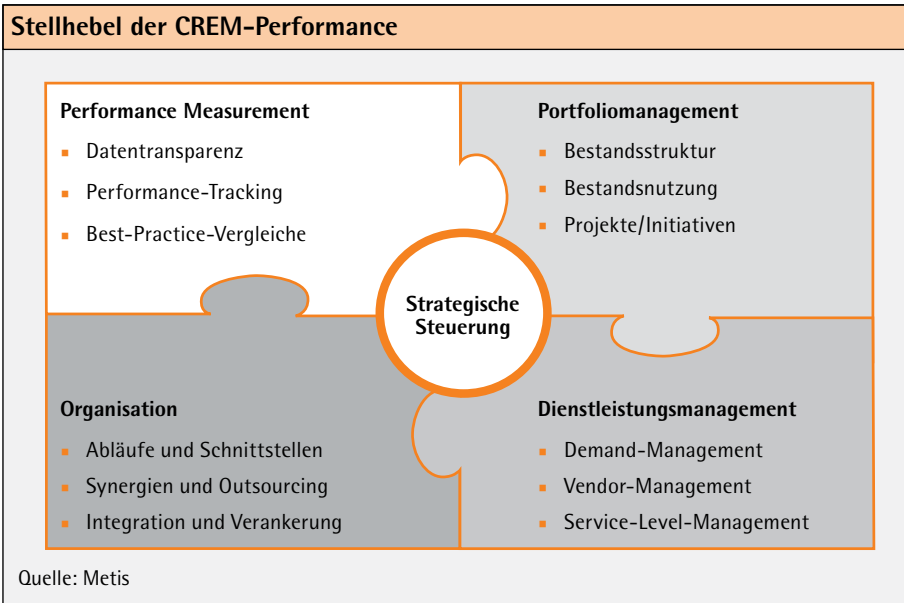 Stellhebel der CREM-Performance
Performance Measurement
▪ Datentransparenz
▪ Performance-Tracking
▪ Best-Practice-Vergleiche
Portfoliomanagement
▪ Bestandsstruktur
▪ Bestandsnutzung
▪ Projekte/Initiativen
Strategische
Steuerung
Organisation
▪ Abläufe und Schnittstellen
▪ Synergien und Outsourcing
▪ Integration und Verankerung
Dienstleistungsmanagement
▪ Demand-Management
▪ Vendor-Management
▪ Service-Level-Management
Quelle: Metis